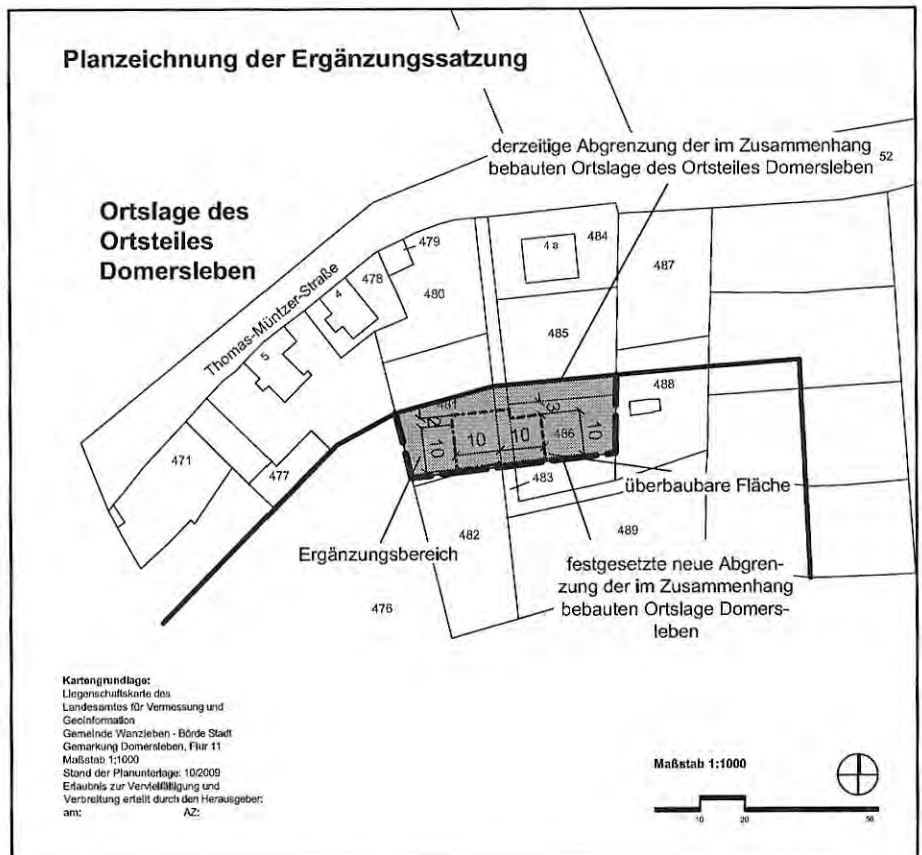 Planzeichnung der Ergänzungssatzung
derzeitige Abgrenzung der im Zusammenhang
bebauten Ortslage des Ortsteiles Domersleben
52
Ortslage des
Ortsteiles
Domersleben
Thomas-Müntzer-Straße
479
478
4
480
4 a
484
487
5
485
488
481
3
2
10
10
10
486
10
471
477
483
überbaubare Fläche
482
489
Ergänzungsbereich
476
festgesetzte neue Abgren-
zung der im Zusammenhang
bebauten Ortslage Domers-
leben
Kartengrundlage:
Liegenschaftskarte des
Landesamtes für Vermessung und
Geoinformation
Gemeinde Wanzleben - Börde Stadt
Gemarkung Domersleben, Flur 11
Maßstab 1:1000
Stand der Planunterlage: 10/2009
Erlaubnis zur Vervielfältigung und
Verbreitung erteilt durch den Herausgeber:
am: AZ:
Maßstab 1:1000
10 20 50